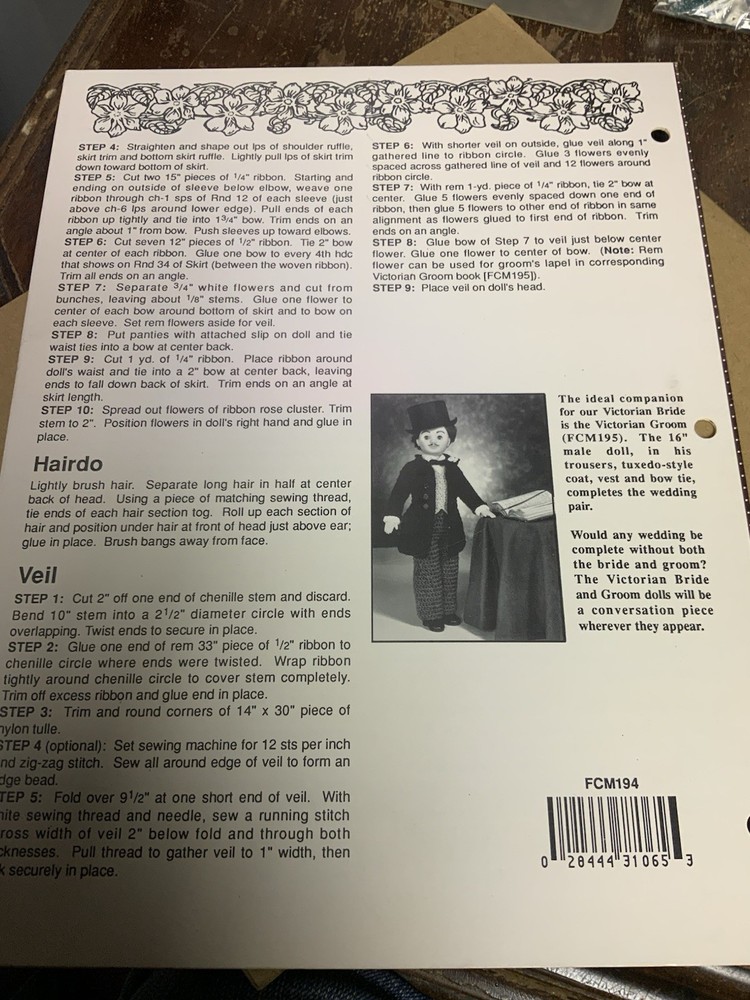 STEP 4: Straighten and shape out lps of shoulder ruffle,
skirt trim and bottom skirt ruffle. Lightly pull lps of skirt trim
down toward bottom of skirt.
STEP 5: Cut two 15" pieces of 1/4" ribbon. Starting and
ending on outside of sleeve below elbow, weave one
ribbon through ch-1 sps of Rnd 12 of each sleeve (just
above ch-6 lps around lower edge). Pull ends of each
ribbon up tightly and tie into 1 3/4" bow. Trim ends on an
angle about 1" from bow. Push sleeves up toward elbows.
STEP 6: Cut seven 12" pieces of 1/2" ribbon. Tie 2" bow
at center of each ribbon. Glue one bow to every 4th hdc
that shows on Rnd 34 of Skirt (between the woven ribbon).
Trim all ends on an angle.
STEP 7: Separate 3/4" white flowers and cut from
bunches, leaving about 1/8" stems. Glue one flower to
center of each bow around bottom of skirt and to bow on
each sleeve. Set rem flowers aside for veil.
STEP 8: Put panties with attached slip on doll and tie
waist ties into a bow at center back.
STEP 9: Cut 1 yd. of 1/4" ribbon. Place ribbon around
doll's waist and tie into a 2" bow at center back, leaving
ends to fall down back of skirt. Trim ends on an angle at
skirt length.
STEP 10: Spread out flowers of ribbon rose cluster. Trim
stem to 2". Position flowers in doll's right hand and glue in
place.
Hairdo
Lightly brush hair. Separate long hair in half at center
back of head. Using a piece of matching sewing thread,
tie ends of each hair section tog. Roll up each section of
hair and position under hair at front of head just above ear;
glue in place. Brush bangs away from face.
Veil
STEP 1: Cut 2" off one end of chenille stem and discard.
Bend 10" stem into a 2 1/2" diameter circle with ends
overlapping. Twist ends to secure in place.
STEP 2: Glue one end of rem 33" piece of 1/2" ribbon to
chenille circle where ends were twisted. Wrap ribbon
tightly around chenille circle to cover stem completely.
Trim off excess ribbon and glue end in place.
STEP 3: Trim and round corners of 14" x 30" piece of
nylon tulle.
STEP 4 (optional): Set sewing machine for 12 sts per inch
nd zig-zag stitch. Sew all around edge of veil to form an
dge bead.
TEP 5: Fold over 9 1/2" at one short end of veil. With
ite sewing thread and needle, sew a running stitch
ross width of veil 2" below fold and through both
cknesses. Pull thread to gather veil to 1" width, then
k securely in place.
STEP 6: With shorter veil on outside, glue veil along 1"
gathered line to ribbon circle. Glue 3 flowers evenly
spaced across gathered line of veil and 12 flowers around
ribbon circle.
STEP 7: With rem 1-yd. piece of 1/4" ribbon, tie 2" bow at
center. Glue 5 flowers evenly spaced down one end of
ribbon, then glue 5 flowers to other end of ribbon in same
alignment as flowers glued to first end of ribbon. Trim
ends on an angle.
STEP 8: Glue bow of Step 7 to veil just below center
flower. Glue one flower to center of bow. (Note: Rem
flower can be used for groom's lapel in corresponding
Victorian Groom book [FCM195]).
STEP 9: Place veil on doll's head.
The ideal companion
for our Victorian Bride
is the Victorian Groom
(FCM195). The 16"
male doll, in his
trousers, tuxedo-style
coat, vest and bow tie,
completes the wedding
pair.
Would any wedding be
complete without both
the bride and groom?
The Victorian Bride
and Groom dolls will be
a conversation piece
wherever they appear.
FCM194
0 28444 31065 3